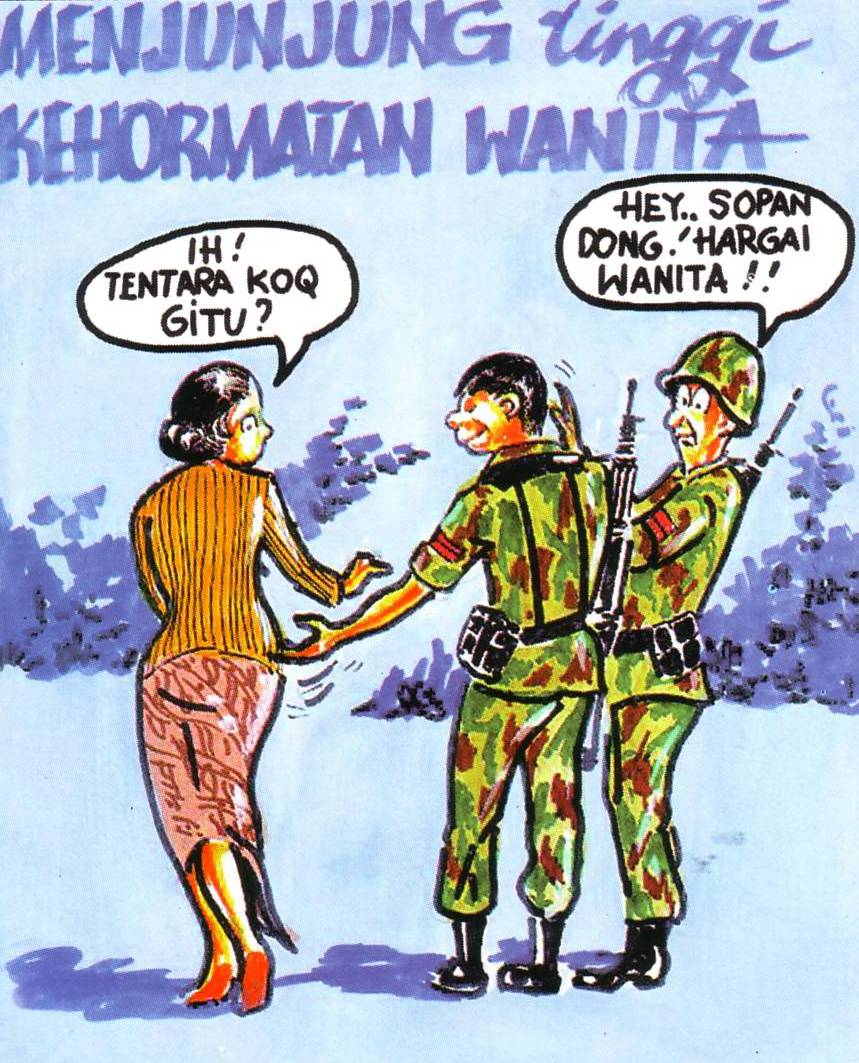 MENJUNJUNG tinggi
KEHORMATAN WANITA
IH!
TENTARA KOQ
GITU?
HEY.. SOPAN
DONG.! HARGAI
WANITA !!